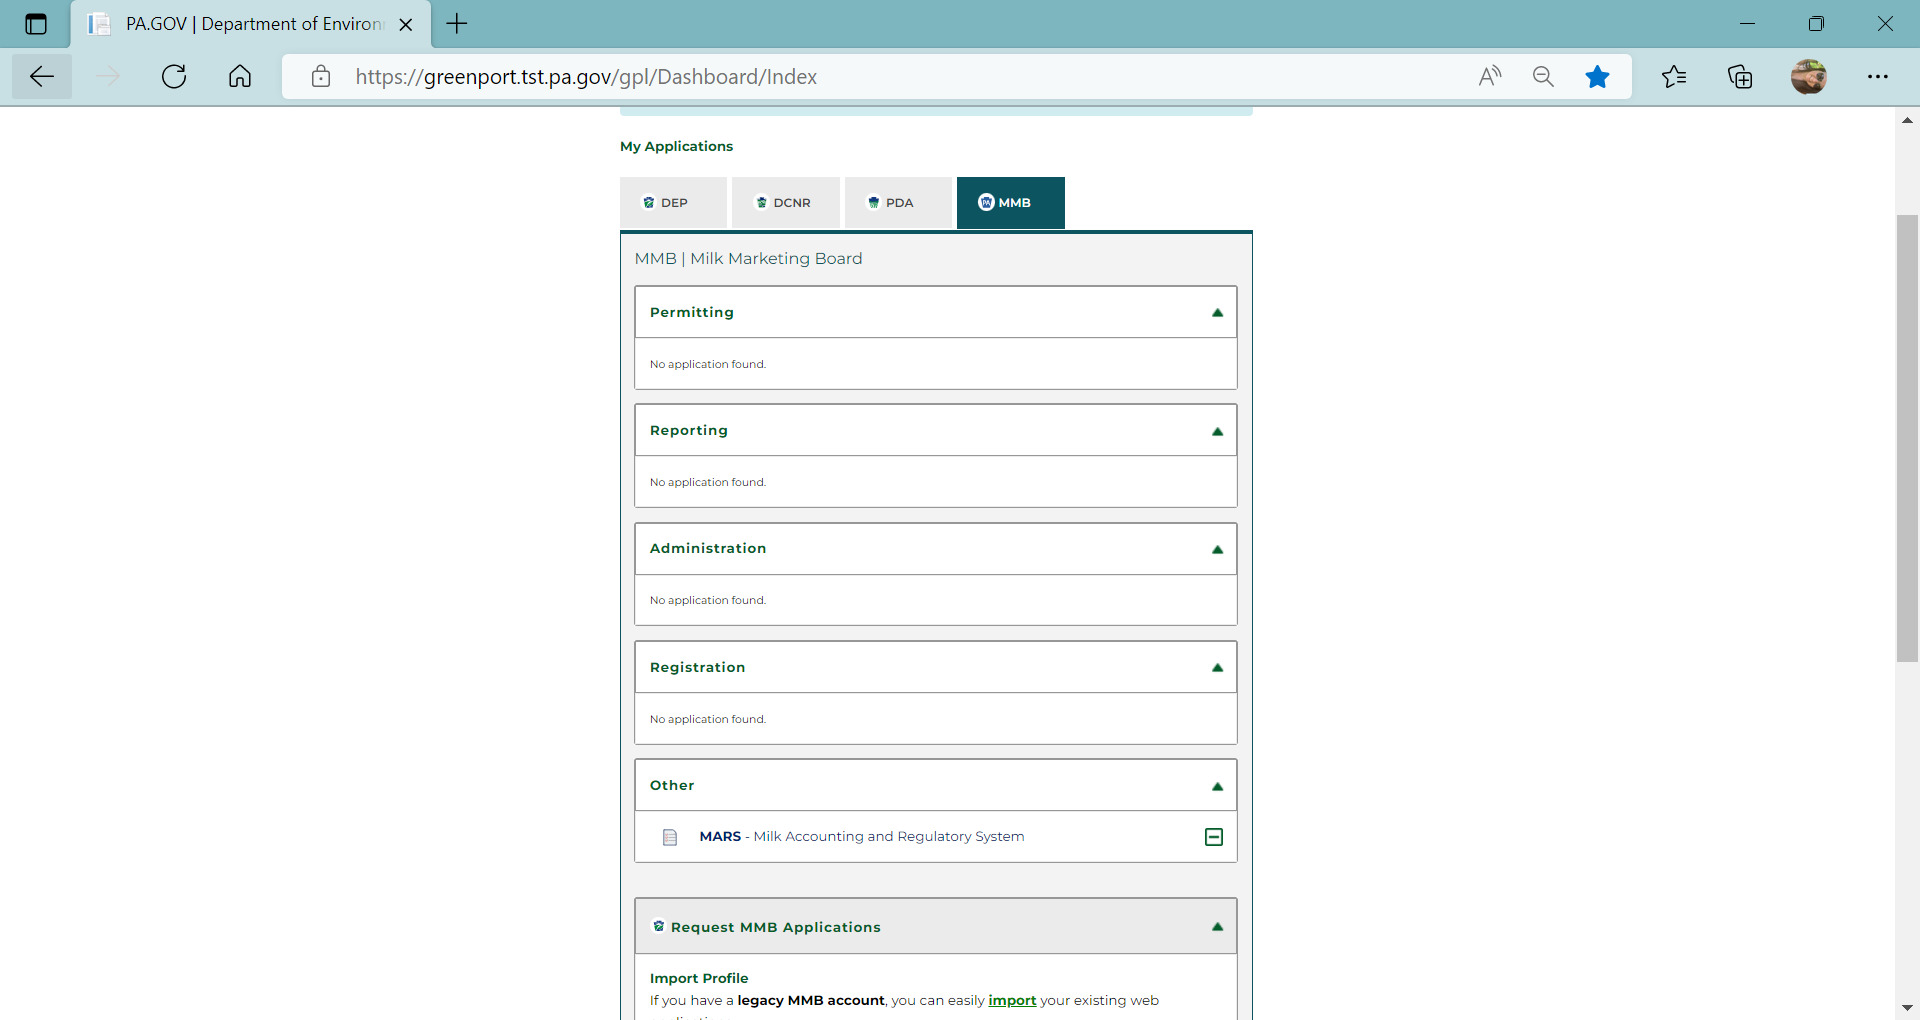 PA.GOV | Department of Environ
https://greenport.tst.pa.gov/gpl/Dashboard/Index
My Applications
DEP
DCNR
PDA
PA MMB
MMB | Milk Marketing Board
Permitting
No application found.
Reporting
No application found.
Administration
No application found.
Registration
No application found.
Other
MARS - Milk Accounting and Regulatory System
Request MMB Applications
Import Profile
If you have a legacy MMB account, you can easily import your existing web